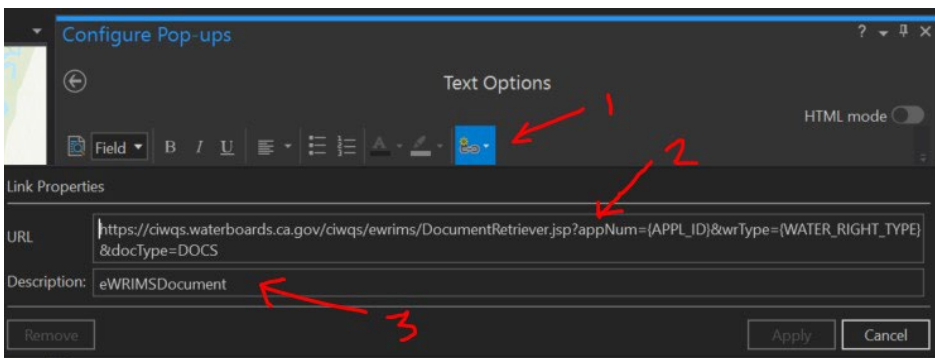 Configure Pop-ups
?
Text Options
1
HTML mode
Field B I U A
2
Link Properties
URL
https://ciwqs.waterboards.ca.gov/ciwqs/ewrims/DocumentRetriever.jsp?appNum={APPL_ID}&wrType={WATER_RIGHT_TYPE}
&docType=DOCS
Description: eWRIMSDocument
3
Remove Apply Cancel